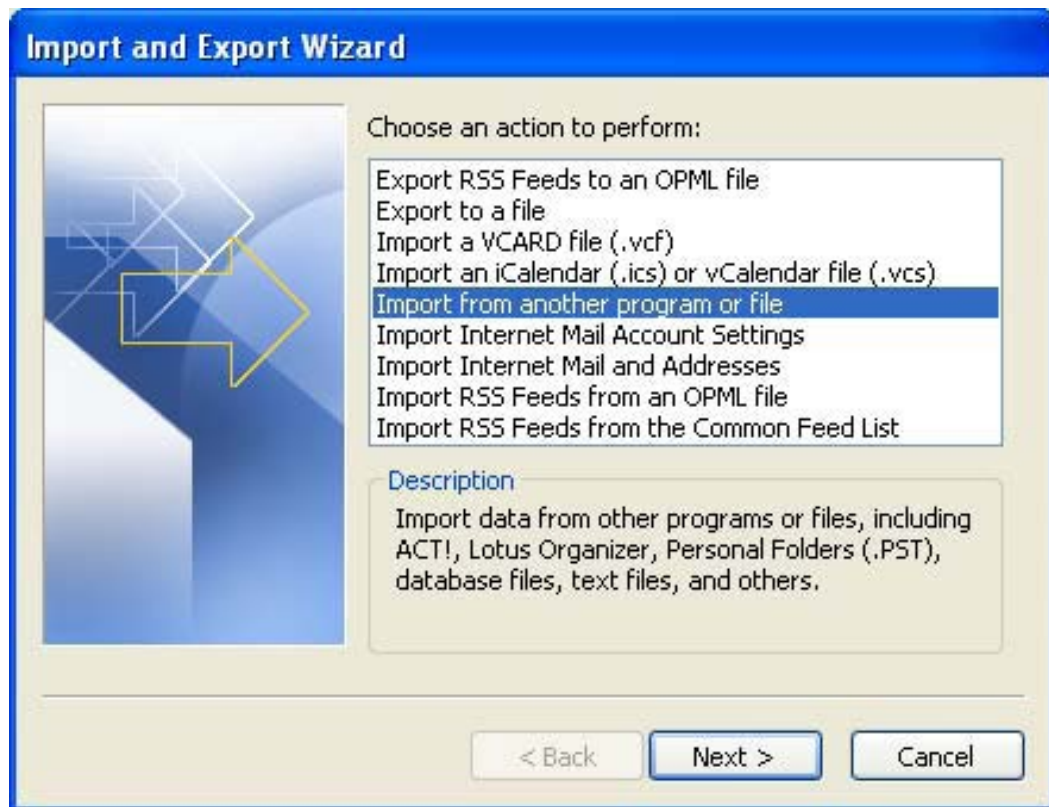 Import and Export Wizard
Choose an action to perform:
Export RSS Feeds to an OPML file
Export to a file
Import a VCARD file (.vcf)
Import an iCalendar (.ics) or vCalendar file (.vcs)
Import from another program or file
Import Internet Mail Account Settings
Import Internet Mail and Addresses
Import RSS Feeds from an OPML file
Import RSS Feeds from the Common Feed List
Description
Import data from other programs or files, including
ACT!, Lotus Organizer, Personal Folders (.PST),
database files, text files, and others.
< Back
Next >
Cancel